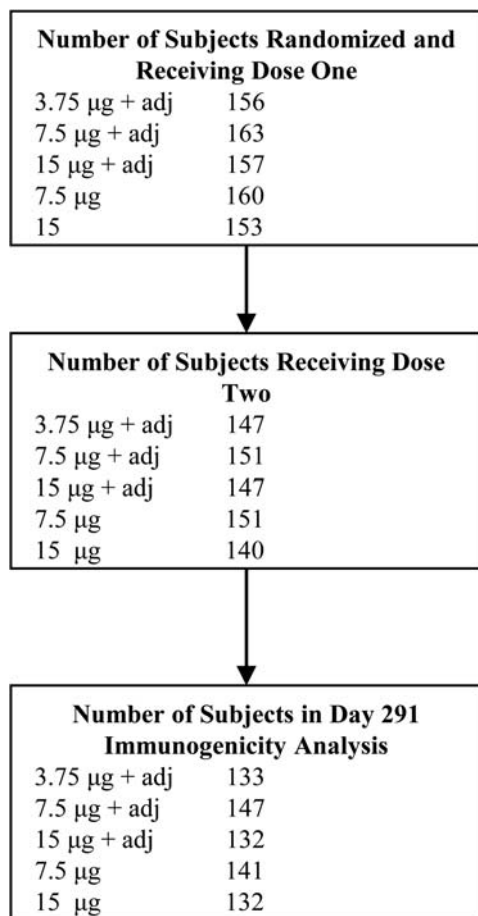 Number of Subjects Randomized and
Receiving Dose One
3.75 μg + adj 156
7.5 μg + adj 163
15 μg + adj 157
7.5 μg 160
15 153
Number of Subjects Receiving Dose
Two
3.75 μg + adj 147
7.5 μg + adj 151
15 μg + adj 147
7.5 μg 151
15 μg 140
Number of Subjects in Day 291
Immunogenicity Analysis
3.75 μg + adj 133
7.5 μg + adj 147
15 μg + adj 132
7.5 μg 141
15 μg 132